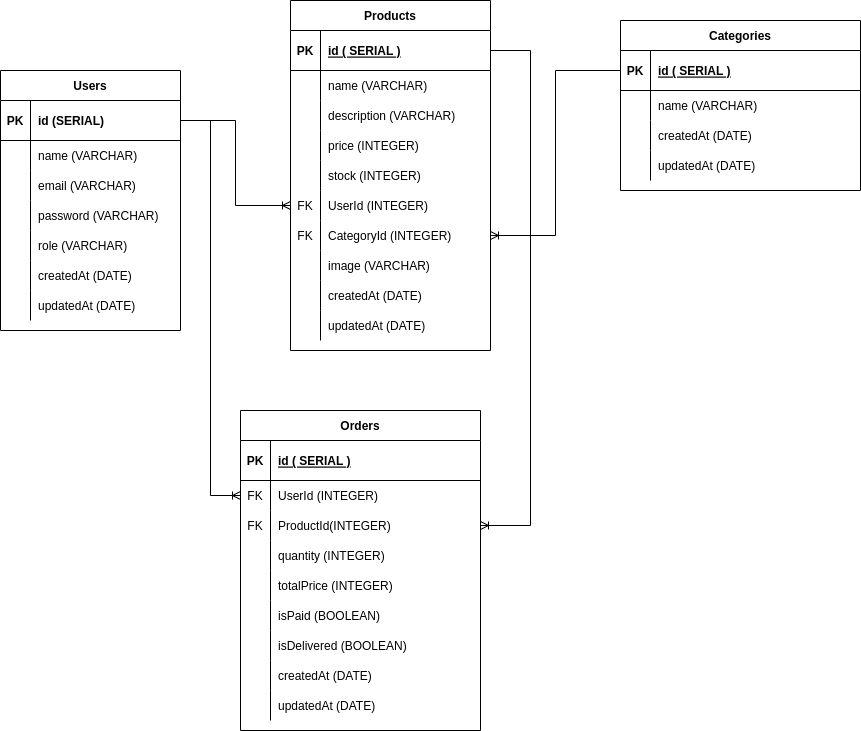 Products
PK id ( SERIAL )
name (VARCHAR)
description (VARCHAR)
price (INTEGER)
stock (INTEGER)
FK UserId (INTEGER)
FK CategoryId (INTEGER)
image (VARCHAR)
createdAt (DATE)
updatedAt (DATE)
Categories
PK id ( SERIAL )
name (VARCHAR)
createdAt (DATE)
updatedAt (DATE)
Users
PK id (SERIAL)
name (VARCHAR)
email (VARCHAR)
password (VARCHAR)
role (VARCHAR)
createdAt (DATE)
updatedAt (DATE)
Orders
PK id ( SERIAL )
FK UserId (INTEGER)
FK ProductId(INTEGER)
quantity (INTEGER)
totalPrice (INTEGER)
isPaid (BOOLEAN)
isDelivered (BOOLEAN)
createdAt (DATE)
updatedAt (DATE)